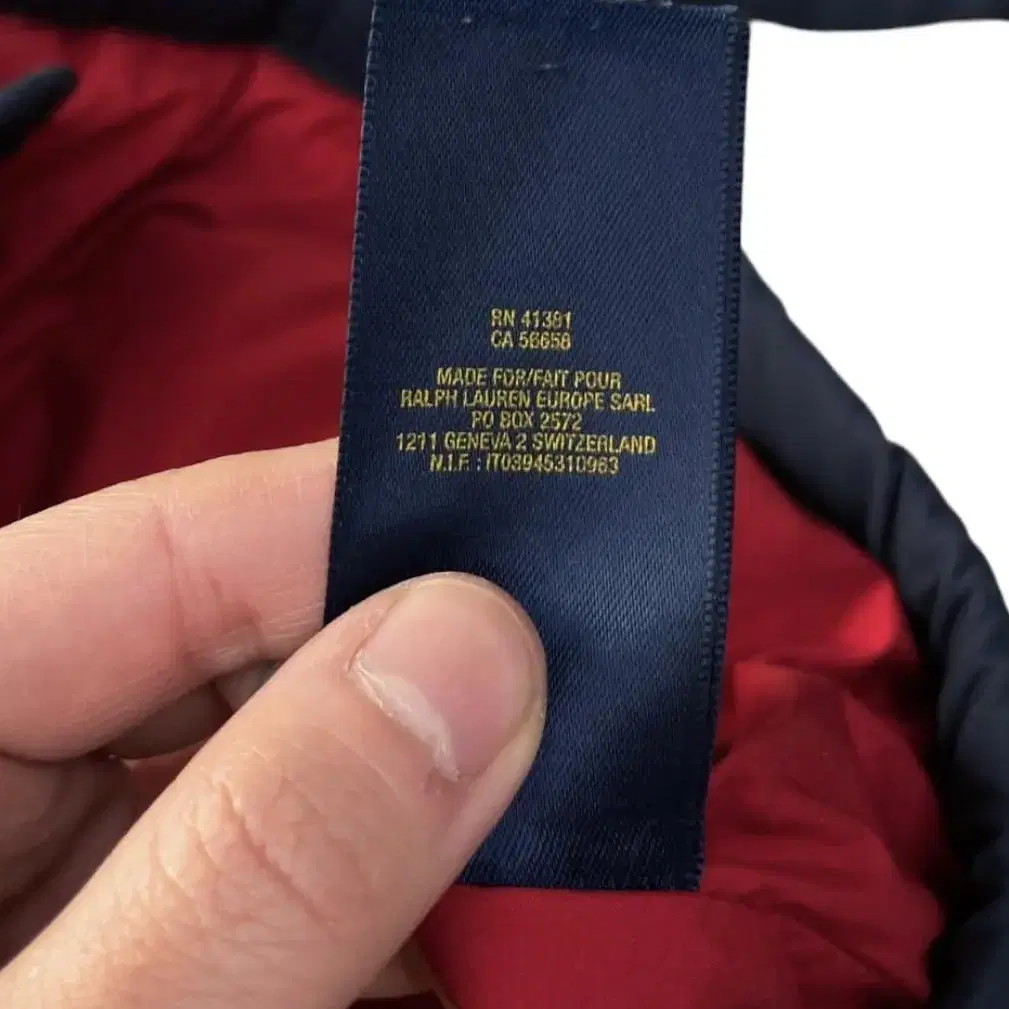 RN 41381
CA 56658
MADE FOR/FAIT POUR
RALPH LAUREN EUROPE SARL
PO BOX 2572
1211 GENEVA 2 SWITZERLAND
N.I.F. : IT03945310963